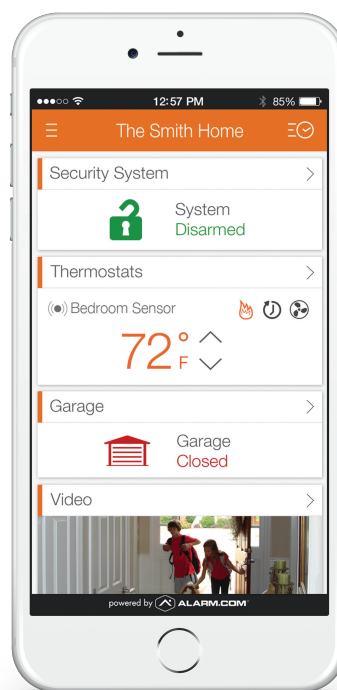 12:57 PM 85%
The Smith Home
Security System
System
Disarmed
Thermostats
Bedroom Sensor
72°F
Garage
Garage
Closed
Video
powered by ALARM.COM